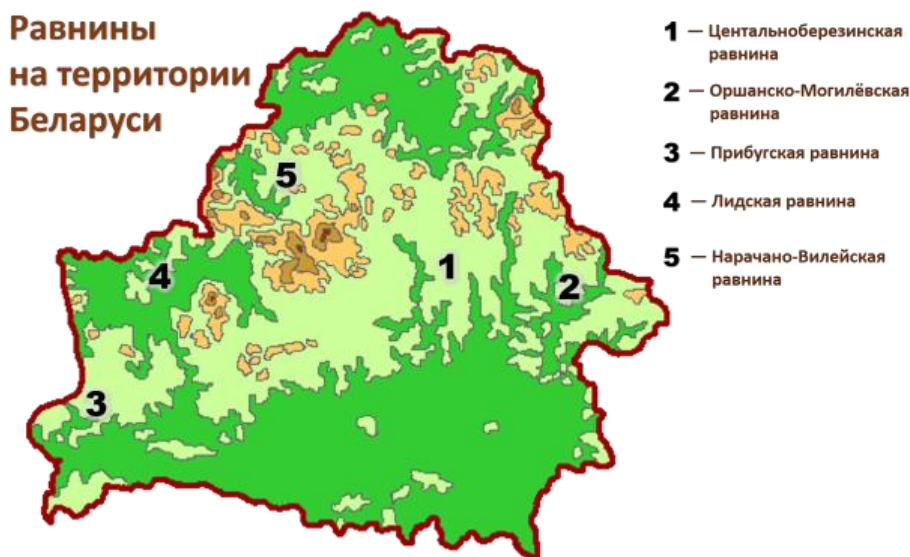 Равнины
на территории
Беларуси
1 — Центальноберезинская
равнина
2 — Оршанско-Могилёвская
равнина
3 — Прибугская равнина
4 — Лидская равнина
5 — Нарачано-Вилейская
равнина
5
1
4
2
3